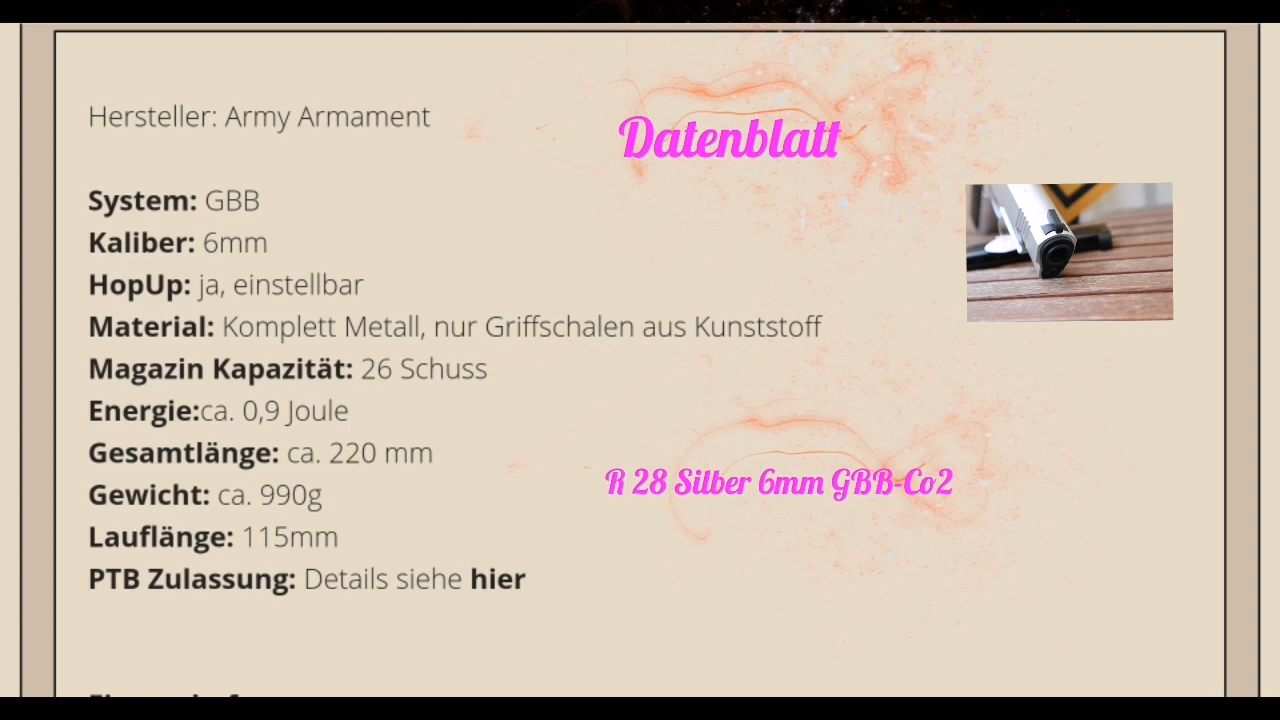 Hersteller: Army Armament
Datenblatt
System: GBB
Kaliber: 6mm
HopUp: ja, einstellbar
Material: Komplett Metall, nur Griffschalen aus Kunststoff
Magazin Kapazität: 26 Schuss
Energie:ca. 0,9 Joule
Gesamtlänge: ca. 220 mm
Gewicht: ca. 990g
R 28 Silber 6mm GBB-Co2
Lauflänge: 115mm
PTB Zulassung: Details siehe hier